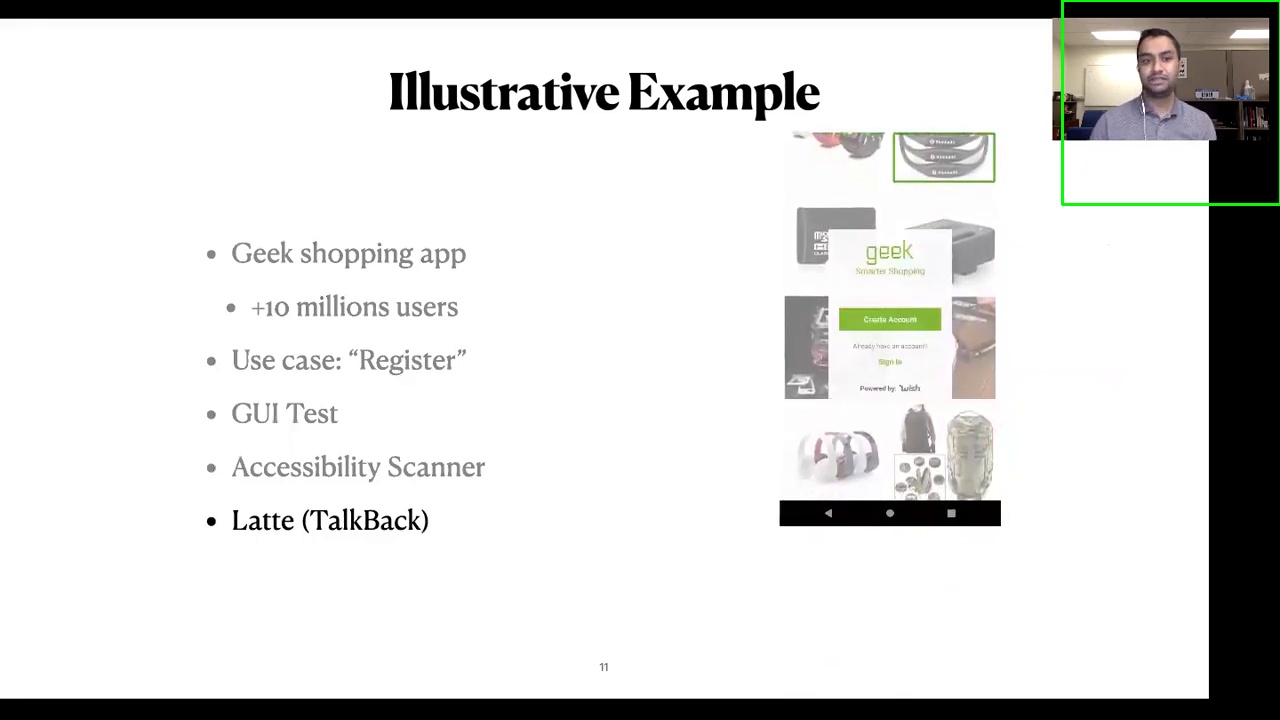 Illustrative Example
• Geek shopping app
• +10 millions users
• Use case: “Register”
• GUI Test
• Accessibility Scanner
• Latte (TalkBack)
geek
Smarter Shopping
Create Account
Already have an account?
Sign In
Powered by: wish
11